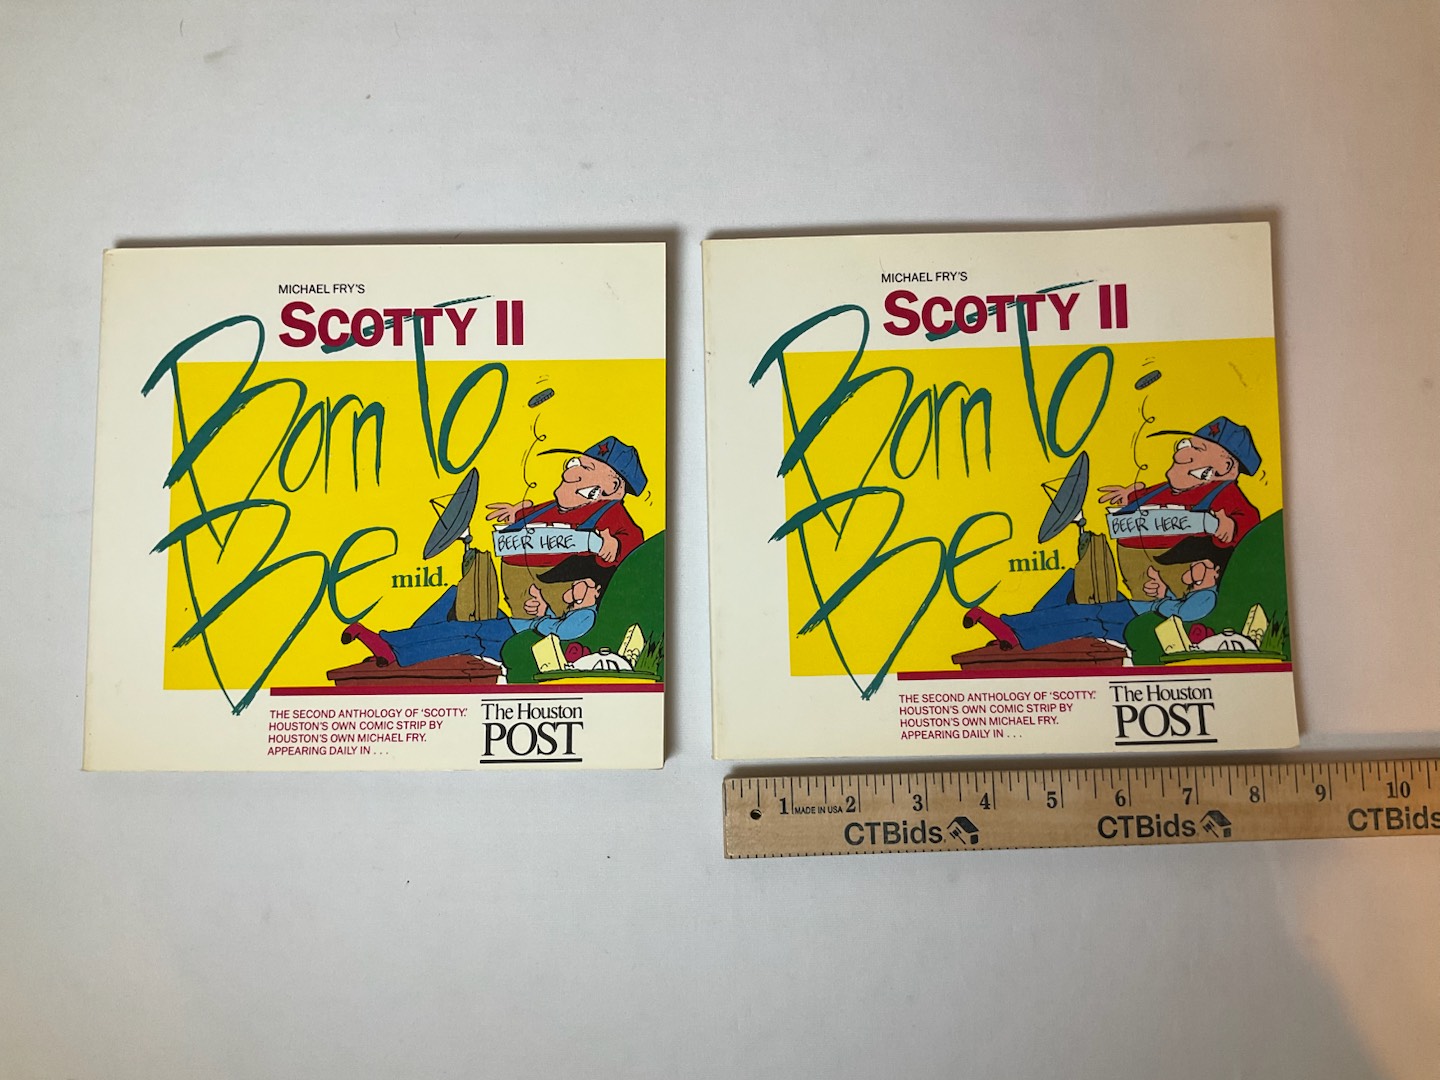 MICHAEL FRY'S
SCOTTY II
Born To
Be mild.
BEER HERE
THE SECOND ANTHOLOGY OF 'SCOTTY.'
HOUSTON'S OWN COMIC STRIP BY
HOUSTON'S OWN MICHAEL FRY.
APPEARING DAILY IN . . .
The Houston
POST
MICHAEL FRY'S
SCOTTY II
Born To
Be mild.
BEER HERE
THE SECOND ANTHOLOGY OF 'SCOTTY.'
HOUSTON'S OWN COMIC STRIP BY
HOUSTON'S OWN MICHAEL FRY.
APPEARING DAILY IN . . .
The Houston
POST
1 MADE IN USA 2 3 4 5 6 7 8 9 10
CTBids CTBids CTBids